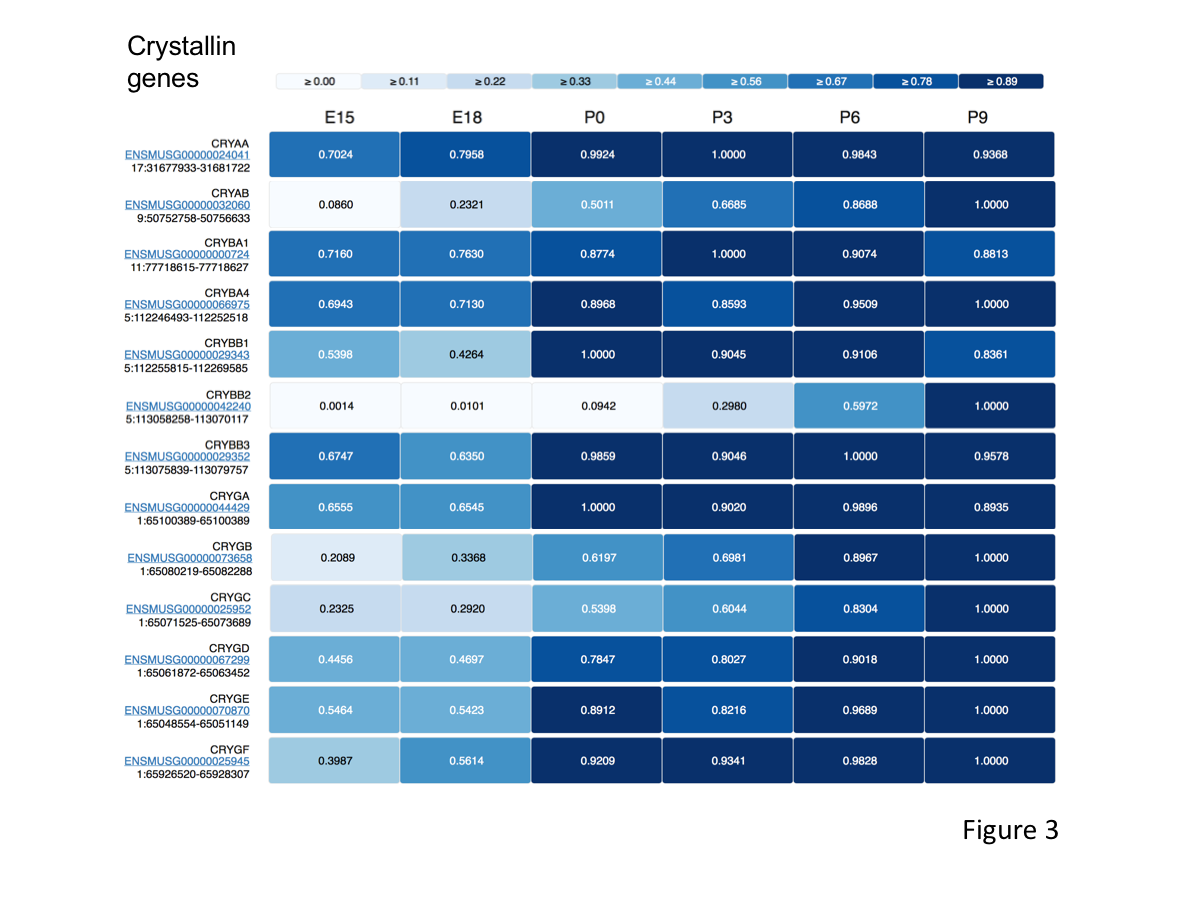 Crystallin
genes
≥ 0.00 ≥ 0.11 ≥ 0.22 ≥ 0.33 ≥ 0.44 ≥ 0.56 ≥ 0.67 ≥ 0.78 ≥ 0.89
E15 E18 P0 P3 P6 P9
CRYAA
ENSMUSG00000024041 0.7024 0.7958 0.9924 1.0000 0.9843 0.9368
17:31677933-31681722
CRYAB
ENSMUSG00000032060 0.0860 0.2321 0.5011 0.6685 0.8688 1.0000
9:50752758-50756633
CRYBA1
ENSMUSG00000000724 0.7160 0.7630 0.8774 1.0000 0.9074 0.8813
11:77718615-77718627
CRYBA4
ENSMUSG00000066975 0.6943 0.7130 0.8968 0.8593 0.9509 1.0000
5:112246493-112252518
CRYBB1
ENSMUSG00000029343 0.5398 0.4264 1.0000 0.9045 0.9106 0.8361
5:112255815-112269585
CRYBB2
ENSMUSG00000042240 0.0014 0.0101 0.0942 0.2980 0.5972 1.0000
5:113058258-113070117
CRYBB3
ENSMUSG00000029352 0.6747 0.6350 0.9859 0.9046 1.0000 0.9578
5:113075839-113079757
CRYGA
ENSMUSG00000044429 0.6555 0.6545 1.0000 0.9020 0.9896 0.8935
1:65100389-65100389
CRYGB
ENSMUSG00000073658 0.2089 0.3368 0.6197 0.6981 0.8967 1.0000
1:65080219-65082288
CRYGC
ENSMUSG00000025952 0.2325 0.2920 0.5398 0.6044 0.8304 1.0000
1:65071525-65073689
CRYGD
ENSMUSG00000067299 0.4456 0.4697 0.7847 0.8027 0.9018 1.0000
1:65061872-65063452
CRYGE
ENSMUSG00000070870 0.5464 0.5423 0.8912 0.8216 0.9689 1.0000
1:65048554-65051149
CRYGF
ENSMUSG00000025945 0.3987 0.5614 0.9209 0.9341 0.9828 1.0000
1:65926520-65928307
Figure 3